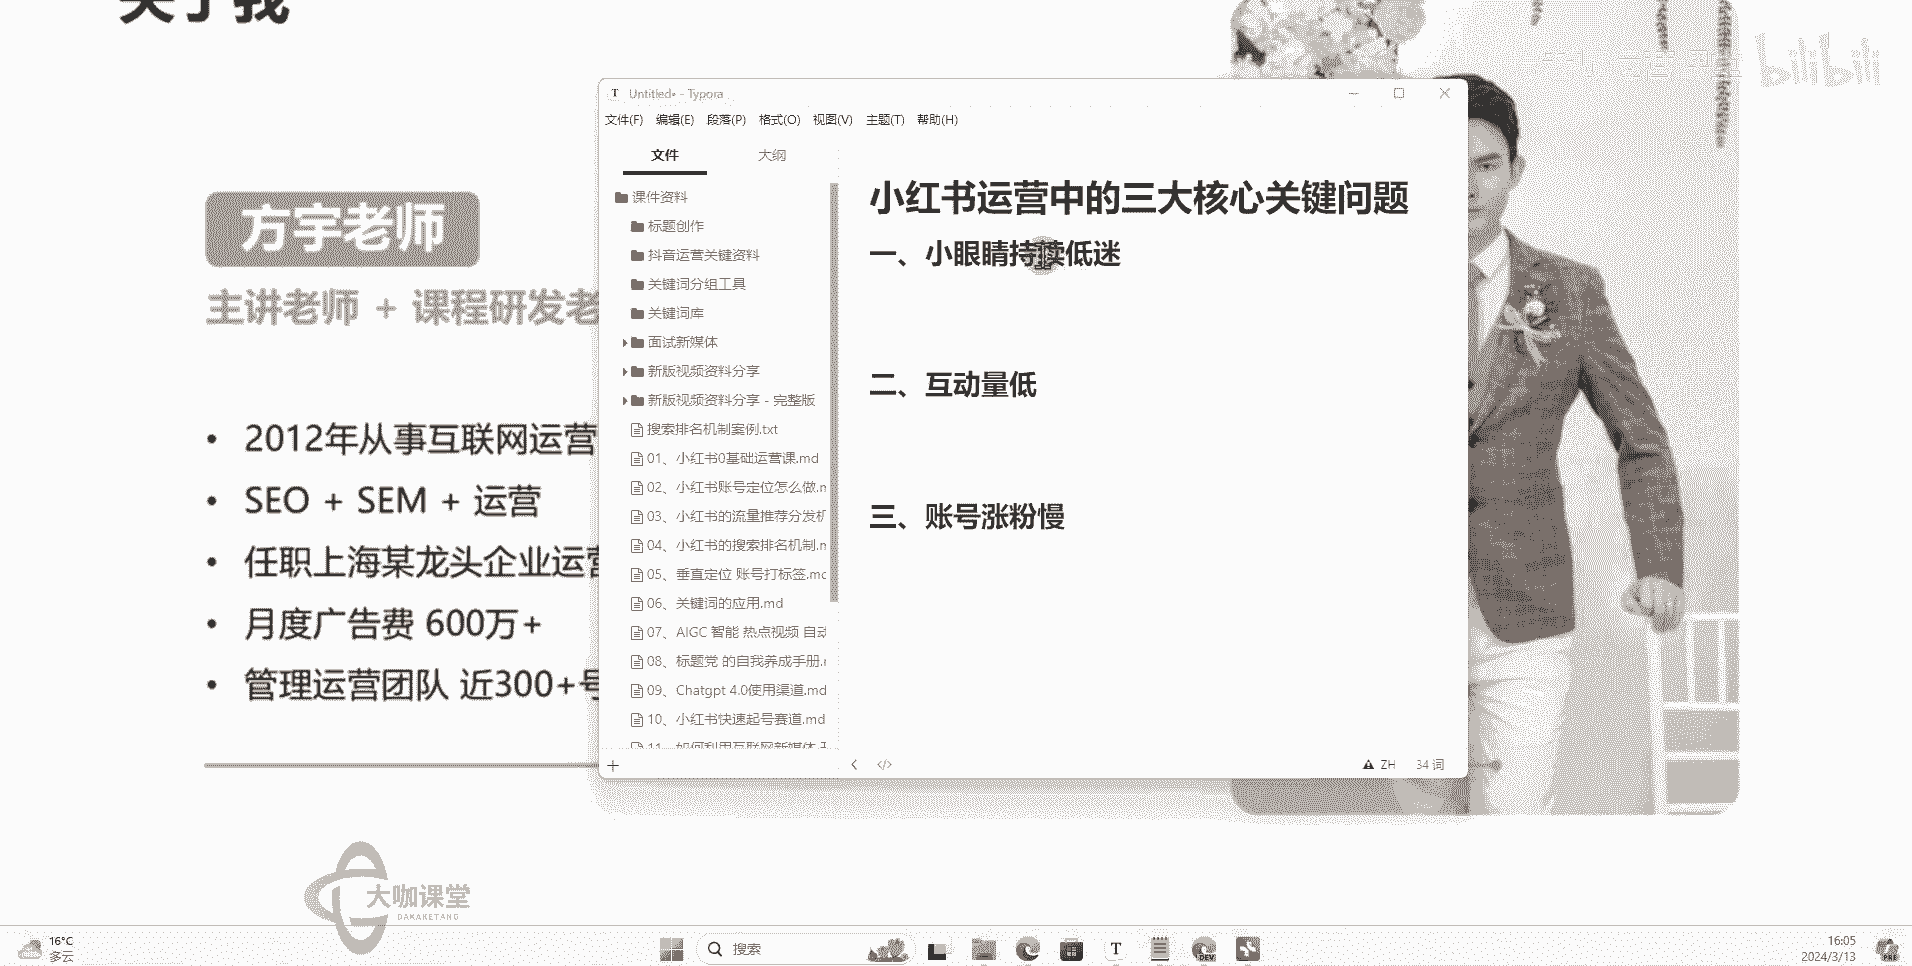 关于我
bilibili
方宇老师
主讲老师 + 课程研发老
2012年从事互联网运营
SEO + SEM + 运营
任职上海某龙头企业运营
月度广告费 600万+
管理运营团队 近300+号
Untitled• - Typora
文件(F) 编辑(E) 段落(P) 格式(O) 视图(V) 主题(T) 帮助(H)
文件 大纲
课件资料
标题创作
抖音运营关键资料
关键词分组工具
关键词库
面试新媒体
新版视频资料分享
新版视频资料分享 - 完整版
搜索排名机制案例.txt
01、小红书0基础运营课.md
02、小红书账号定位怎么做.m
03、小红书的流量推荐分发机
04、小红书的搜索排名机制.m
05、垂直定位 账号打标签.mc
06、关键词的应用.md
07、AIGC 智能 热点视频 自动
08、标题党 的自我养成手册.r
09、Chatgpt 4.0使用渠道.md
10、小红书快速起号赛道.md
11、如何利用互联网新媒体
小红书运营中的三大核心关键问题
一、小眼睛持续低迷
二、互动量低
三、账号涨粉慢
ZH 34 词
大咖课堂
DAKAKETANG
16°C
多云
搜索
16:05
2024/3/13